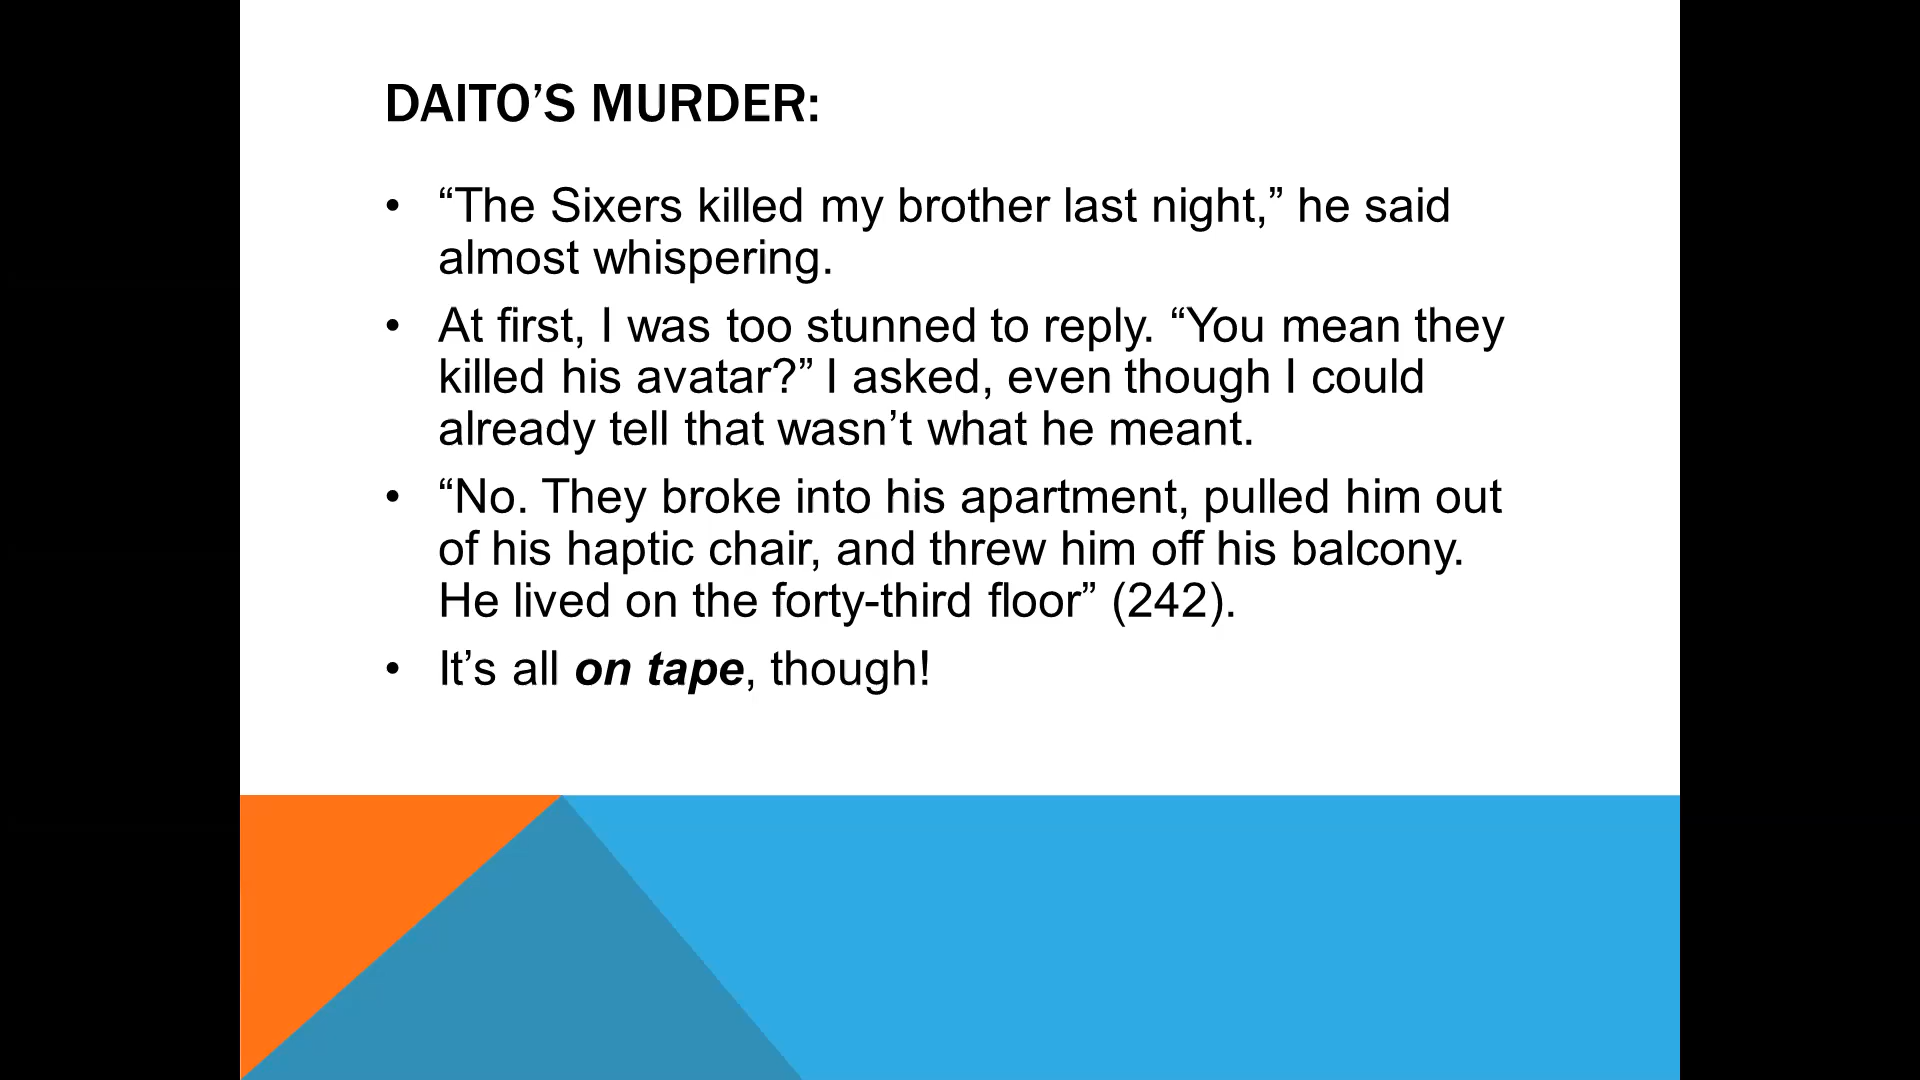 DAITO’S MURDER:
• “The Sixers killed my brother last night,” he said
almost whispering.
• At first, I was too stunned to reply. “You mean they
killed his avatar?” I asked, even though I could
already tell that wasn’t what he meant.
• “No. They broke into his apartment, pulled him out
of his haptic chair, and threw him off his balcony.
He lived on the forty-third floor” (242).
• It’s all on tape, though!